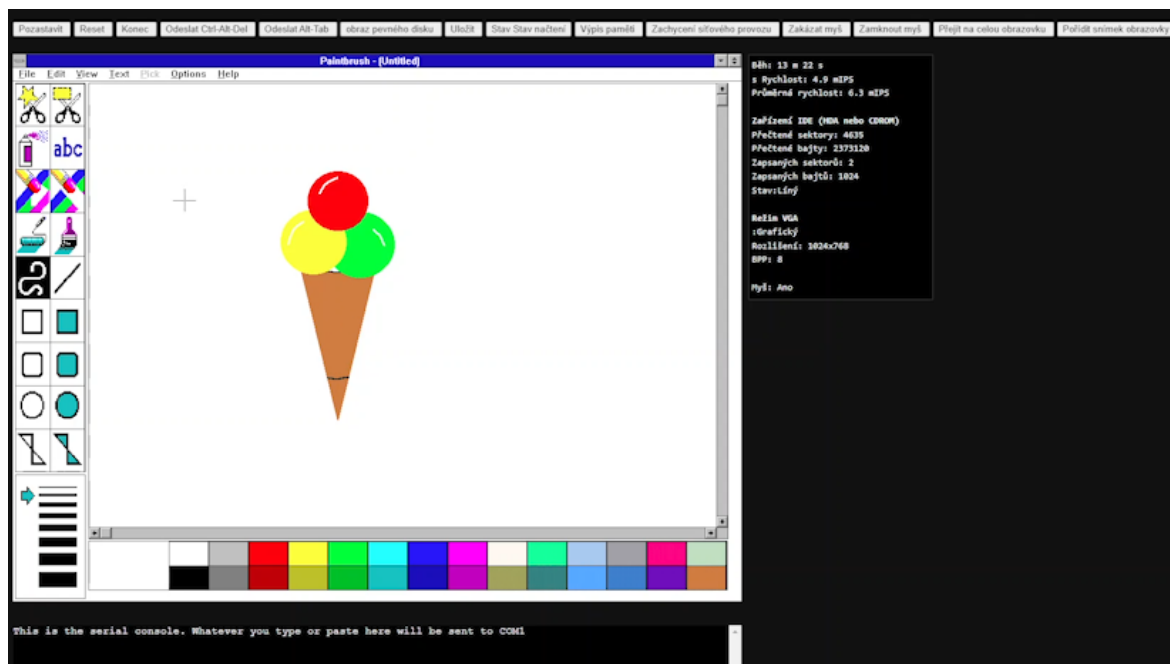 Pozastavit Reset Konec Odeslat Ctrl-Alt-Del Odeslat Alt-Tab obraz pevného disku Uložit Stav Stav načtení Výpis paměti Zachycení síťového provozu Zakázat myš Zamknout myš Přejít na celou obrazovku Pořídit snímek obrazovky
Paintbrush - (Untitled)
File Edit View Text Pick Options Help
abc
Běh: 13 m 22 s
s Rychlost: 4.9 mIPS
Průměrná rychlost: 6.3 mIPS
Zařízení IDE (HDA nebo CDROM)
Přečtené sektory: 4635
Přečtené bajty: 2373120
Zapsaných sektorů: 2
Zapsaných bajtů: 1024
Stav:Líný
Režim VGA
:Grafický
Rozlišení: 1024x768
BPP: 8
Myš: Ano
This is the serial console. Whatever you type or paste here will be sent to COM1